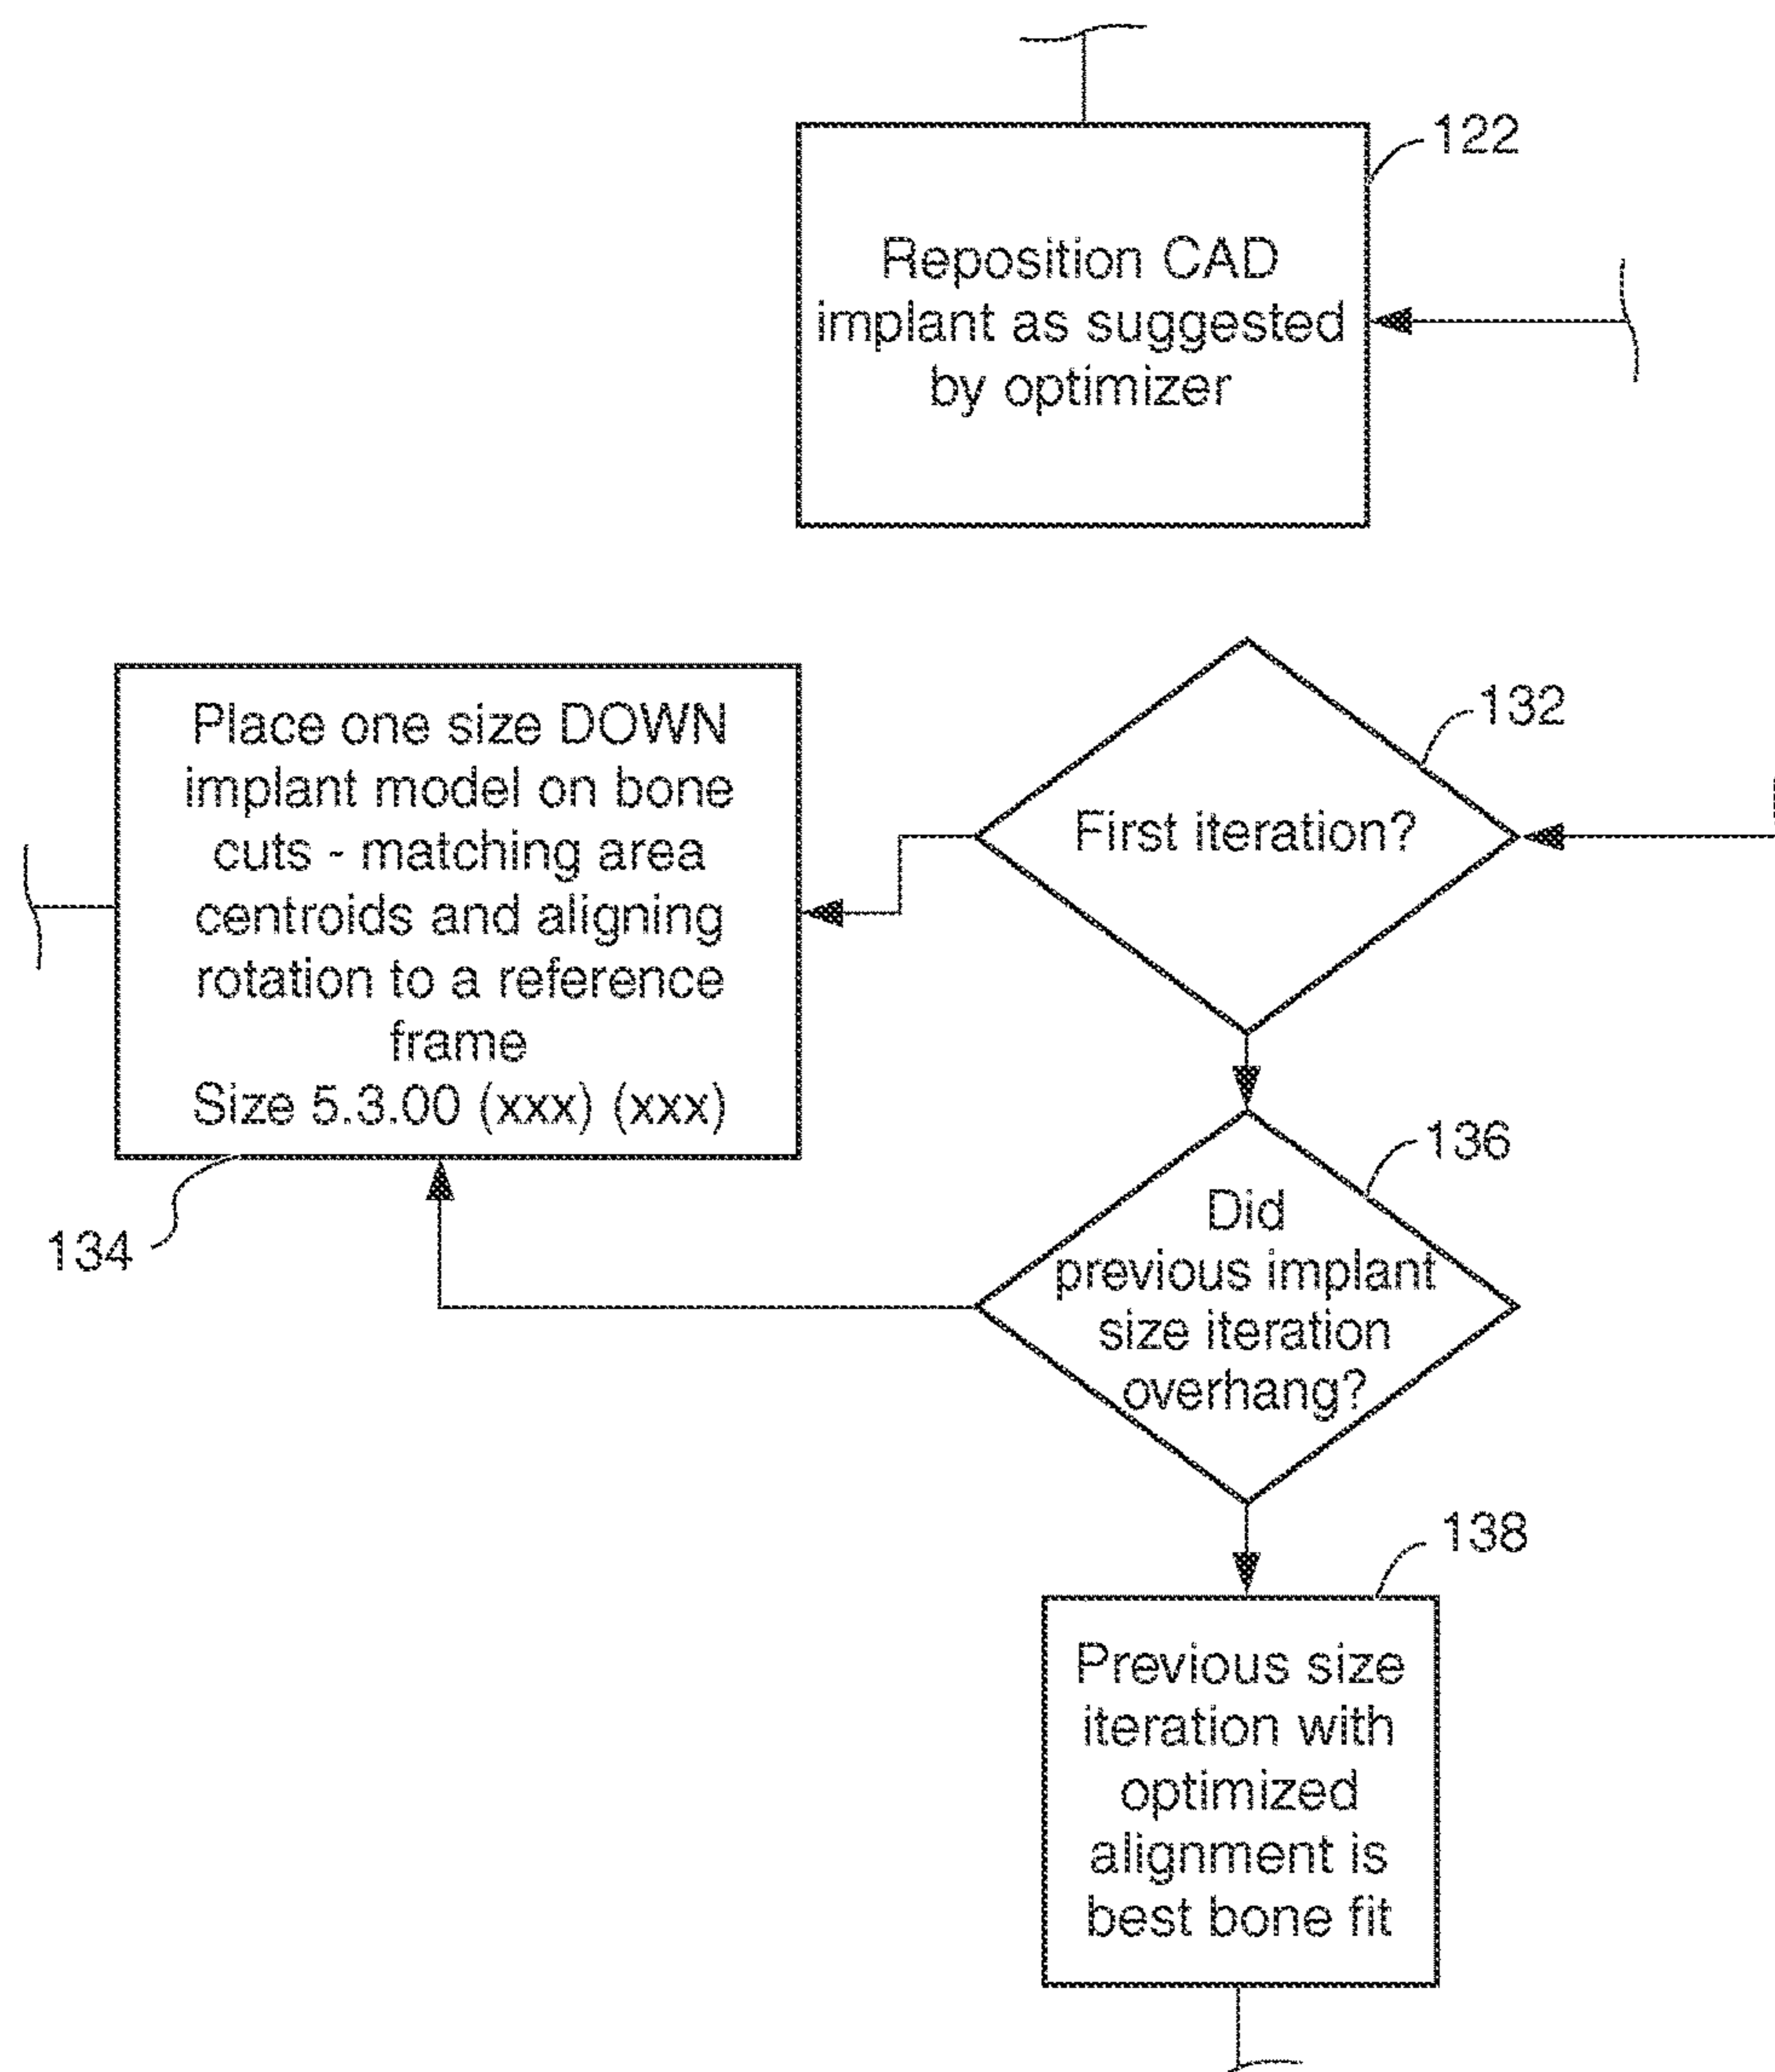 122
Reposition CAD
implant as suggested
by optimizer
Place one size DOWN
implant model on bone
cuts - matching area
centroids and aligning
rotation to a reference
frame
Size 5.3.00 (xxx) (xxx)
134
132
First iteration?
136
Did
previous implant
size iteration
overhang?
138
Previous size
iteration with
optimized
alignment is
best bone fit